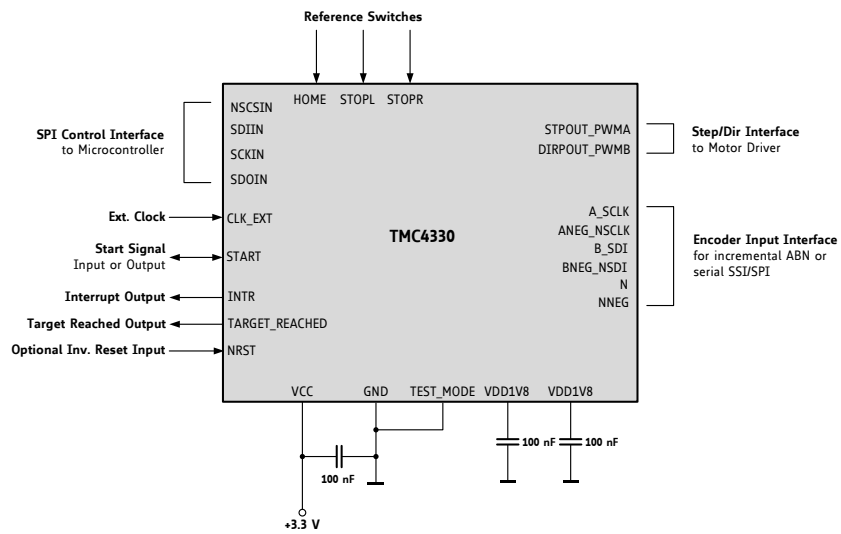 Reference Switches
HOME STOPL STOPR
NSCSIN
SDIIN
SCKIN
SDOIN
SPI Control Interface
to Microcontroller
STPOUT_PWMA
DIRPOUT_PWMB
Step/Dir Interface
to Motor Driver
Ext. Clock
CLK_EXT
TMC4330
A_SCLK
ANEG_NSCLK
B_SDI
BNEG_NSDI
N
NNEG
Encoder Input Interface
for incremental ABN or
serial SSI/SPI
Start Signal
Input or Output
START
Interrupt Output
INTR
Target Reached Output
TARGET_REACHED
Optional Inv. Reset Input
NRST
VCC GND TEST_MODE VDD1V8 VDD1V8
100 nF 100 nF
100 nF
+3.3 V